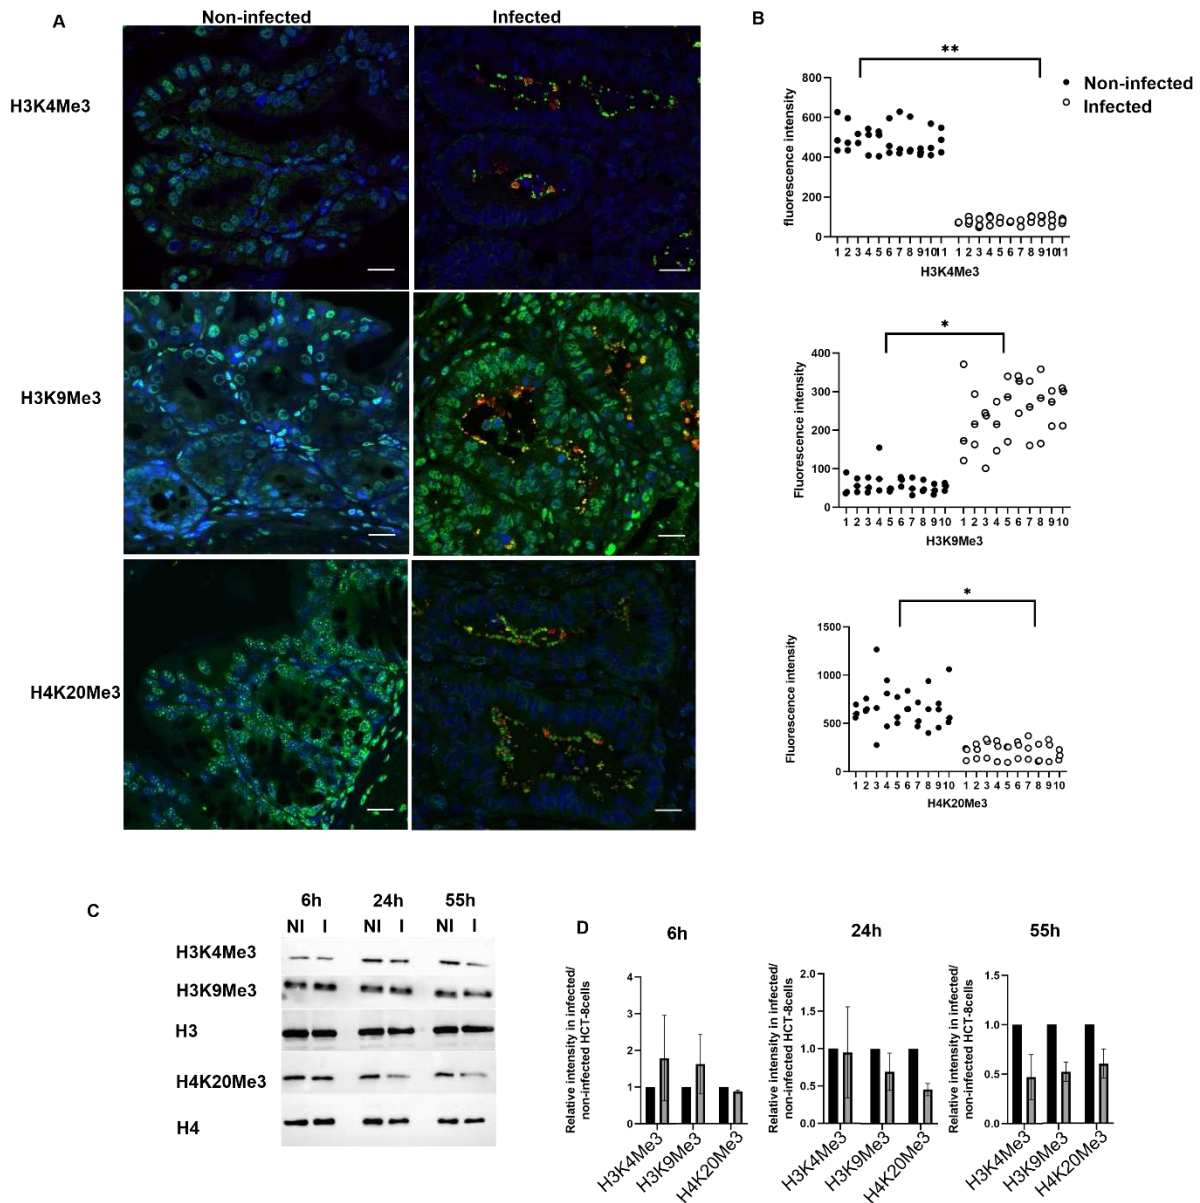 A
Non-infected
Infected
H3K4Me3
H3K9Me3
H4K20Me3
B
Non-infected
Infected
**
800
600
400
200
0
fluorescence intensity
1 2 3 4 5 6 7 8 9 10 11 1 2 3 4 5 6 7 8 9 10 11
H3K4Me3
*
400
300
200
100
0
Fluorescence intensity
1 2 3 4 5 6 7 8 9 10 1 2 3 4 5 6 7 8 9 10
H3K9Me3
*
1500
1000
500
0
Fluorescence intensity
1 2 3 4 5 6 7 8 9 10 1 2 3 4 5 6 7 8 9 10
H4K20Me3
C
6h 24h 55h
NI I NI I NI I
H3K4Me3
H3K9Me3
H3
H4K20Me3
H4
D
6h
4
3
2
1
0
Relative intensity in infected/
non-infected HCT-8cells
H3K4Me3
H3K9Me3
H4K20Me3
24h
2.0
1.5
1.0
0.5
0.0
Relative intensity in infected/
non-infected HCT-8cells
H3K4Me3
H3K9Me3
H4K20Me3
55h
1.5
1.0
0.5
0.0
Relative intensity in infected/
non-infected HCT-8cells
H3K4Me3
H3K9Me3
H4K20Me3